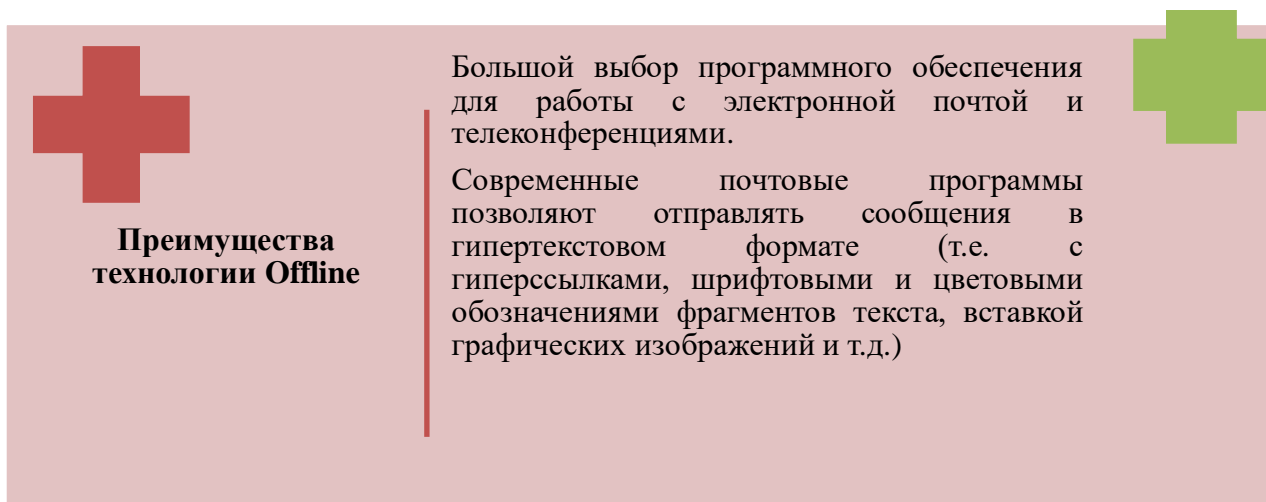 Преимущества
технологии Offline
Большой выбор программного обеспечения
для работы с электронной почтой и
телеконференциями.
Современные почтовые программы
позволяют отправлять сообщения в
гипертекстовом формате (т.е. с
гиперссылками, шрифтовыми и цветовыми
обозначениями фрагментов текста, вставкой
графических изображений и т.д.)